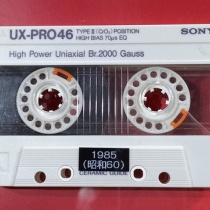 UX-PRO46 TYPE II (CrO₂) POSITION SONY
HIGH BIAS 70μs EQ
High Power Uniaxial Br.2000 Gauss
1985
(昭和60)
CERAMIC GUIDE